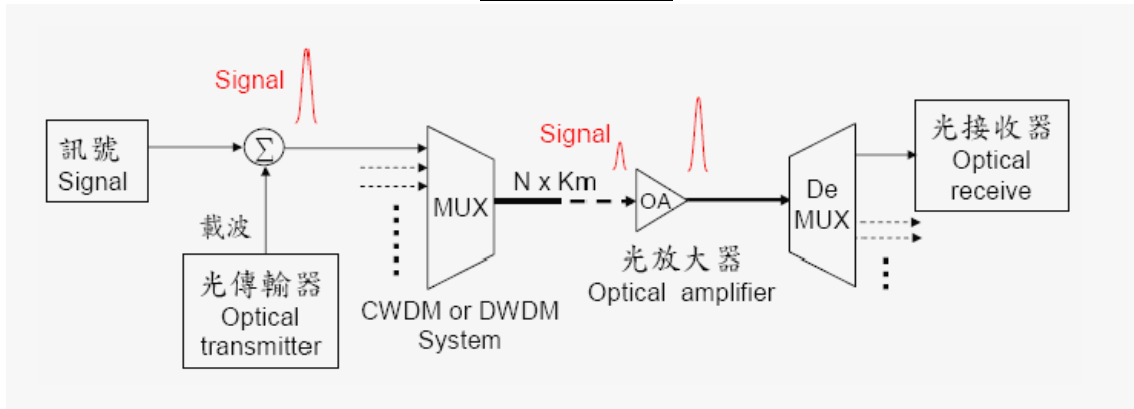 Signal
訊號
Signal
Σ
載波
光傳輸器
Optical
transmitter
MUX
CWDM or DWDM
System
N x Km
Signal
OA
光放大器
Optical amplifier
De
MUX
光接收器
Optical
receive